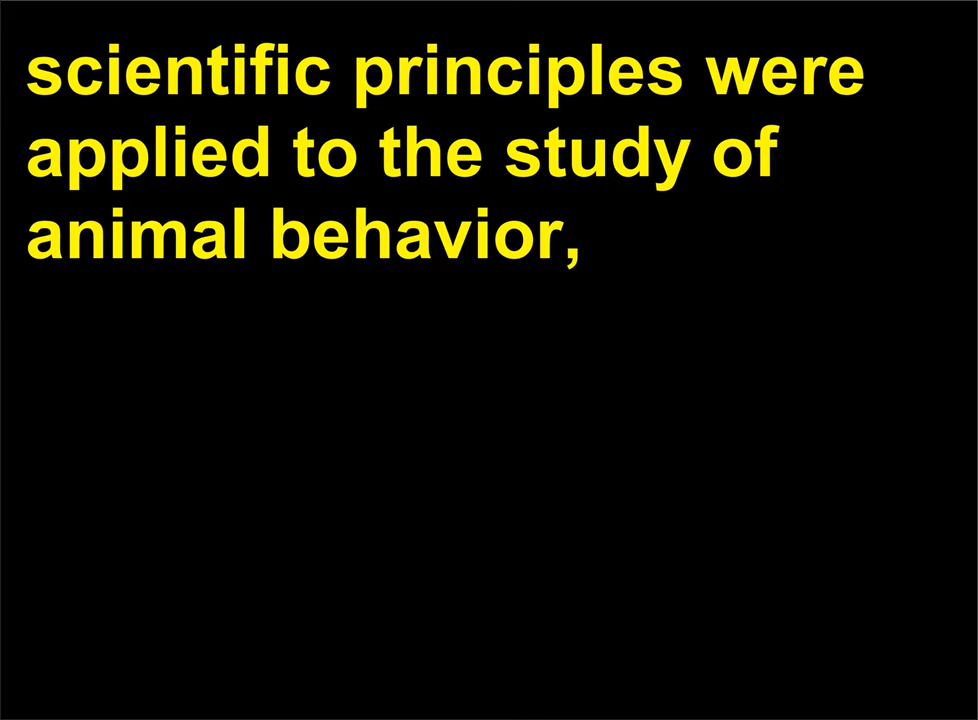 scientific principles were
applied to the study of
animal behavior,